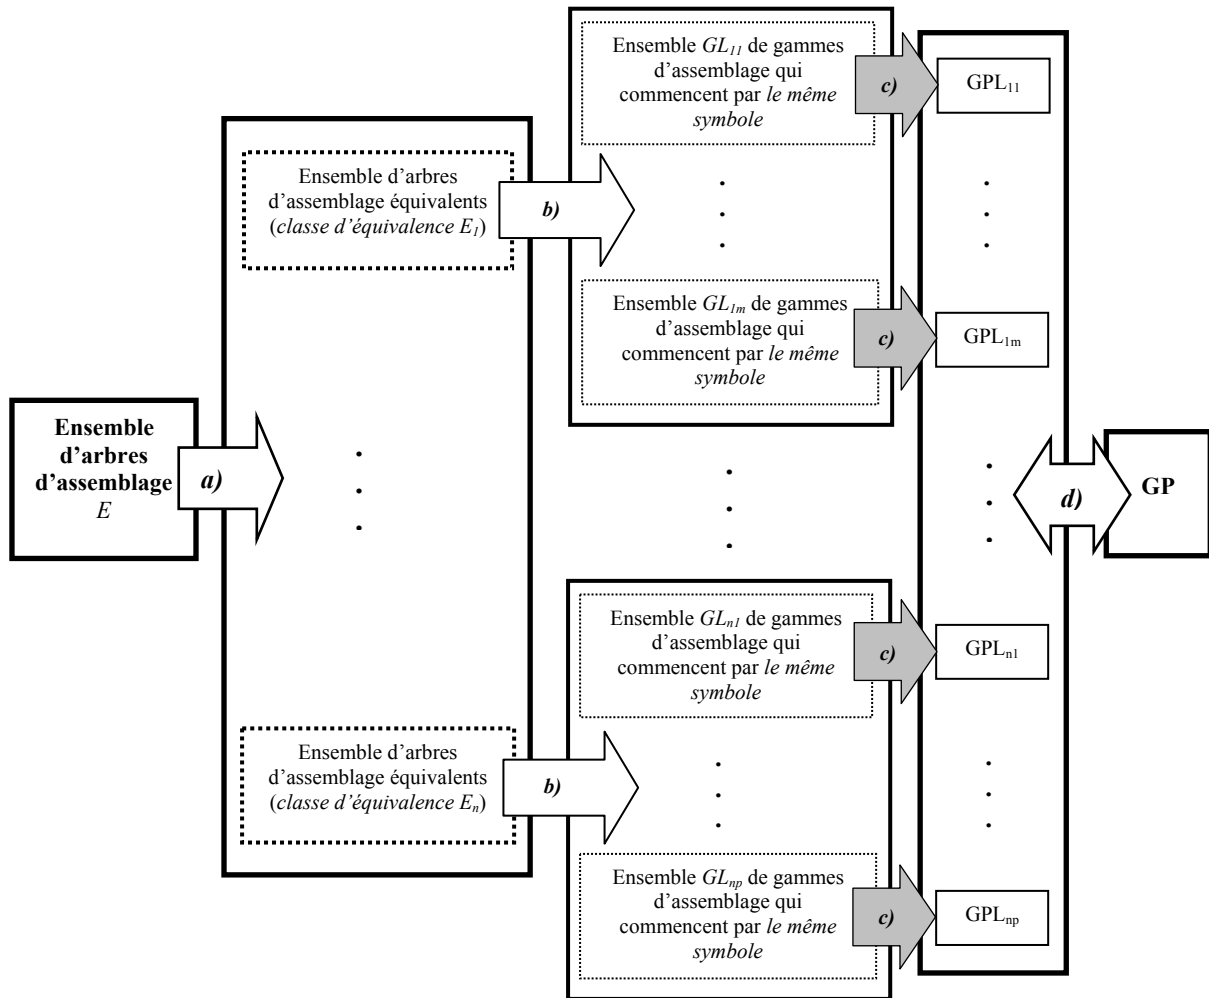 Ensemble
d'arbres
d'assemblage
E
a)
Ensemble d'arbres
d'assemblage équivalents
(classe d'équivalence E1)
Ensemble d'arbres
d'assemblage équivalents
(classe d'équivalence En)
b)
b)
Ensemble GL11 de gammes
d'assemblage qui
commencent par le même
symbole
Ensemble GL1m de gammes
d'assemblage qui
commencent par le même
symbole
Ensemble GLn1 de gammes
d'assemblage qui
commencent par le même
symbole
Ensemble GLnp de gammes
d'assemblage qui
commencent par le même
symbole
c)
c)
c)
c)
GPL11
GPL1m
GPLn1
GPLnp
d)
GP